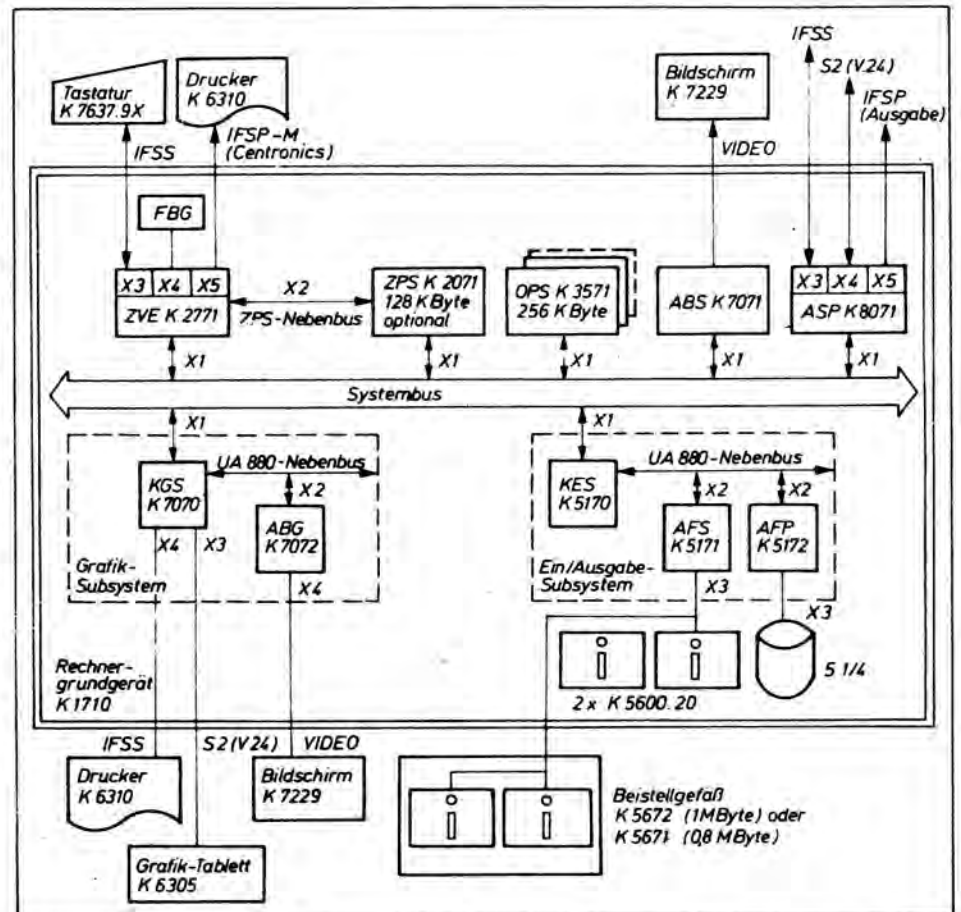 Tastatur
K 7637.9X
Drucker
K 6310
IFSS
IFSP-M
(Centronics)
Bildschirm
K 7229
VIDEO
IFSS
S2 (V.24)
IFSP
(Ausgabe)
FBG
X3 X4 X5
ZVE K 2771
X2
ZPS-Nebenbus
ZPS K 2071
128 KByte
optional
OPS K 3571
256 KByte
ABS K7071
X3 X4 X5
ASP K8071
X1
X1
X1
X1
X1
Systembus
X1
UA 880-Nebenbus
KGS
K 7070
X2
ABG
K 7072
X4
X3
X4
Grafik-
Subsystem
X1
UA 880-Nebenbus
KES
K 5170
X2
X2
AFS
K 5171
AFP
K 5172
Ein/Ausgabe-
Subsystem
X3
X3
2 x K 5600.20
5 1/4
Rechner-
grundgerät
K 1710
IFSS
S2 (V24)
VIDEO
Drucker
K 6310
Bildschirm
K 7229
Grafik-Tablett
K 6305
Beistellgefäß
K 5672 (1MByte) oder
K 5671 (0,8 MByte)